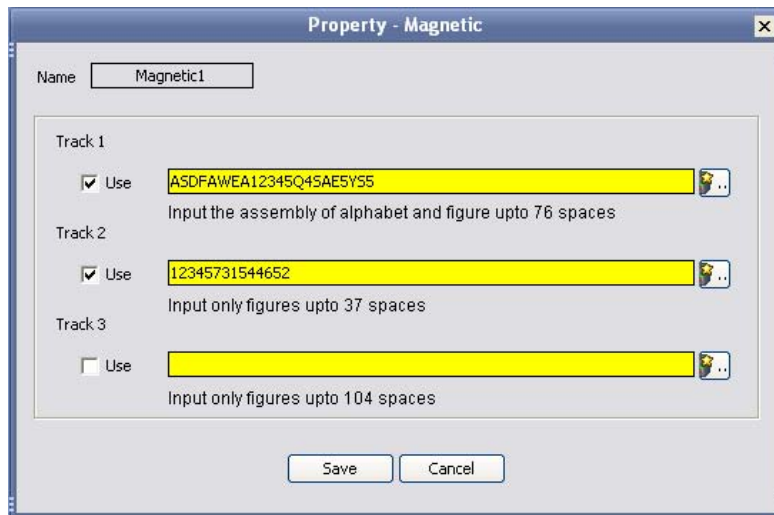 Property - Magnetic
Name Magnetic1
Track 1
Use ASDFAWEA12345Q4SAE5YS5
Input the assembly of alphabet and figure upto 76 spaces
Track 2
Use 12345731544652
Input only figures upto 37 spaces
Track 3
Use
Input only figures upto 104 spaces
Save Cancel